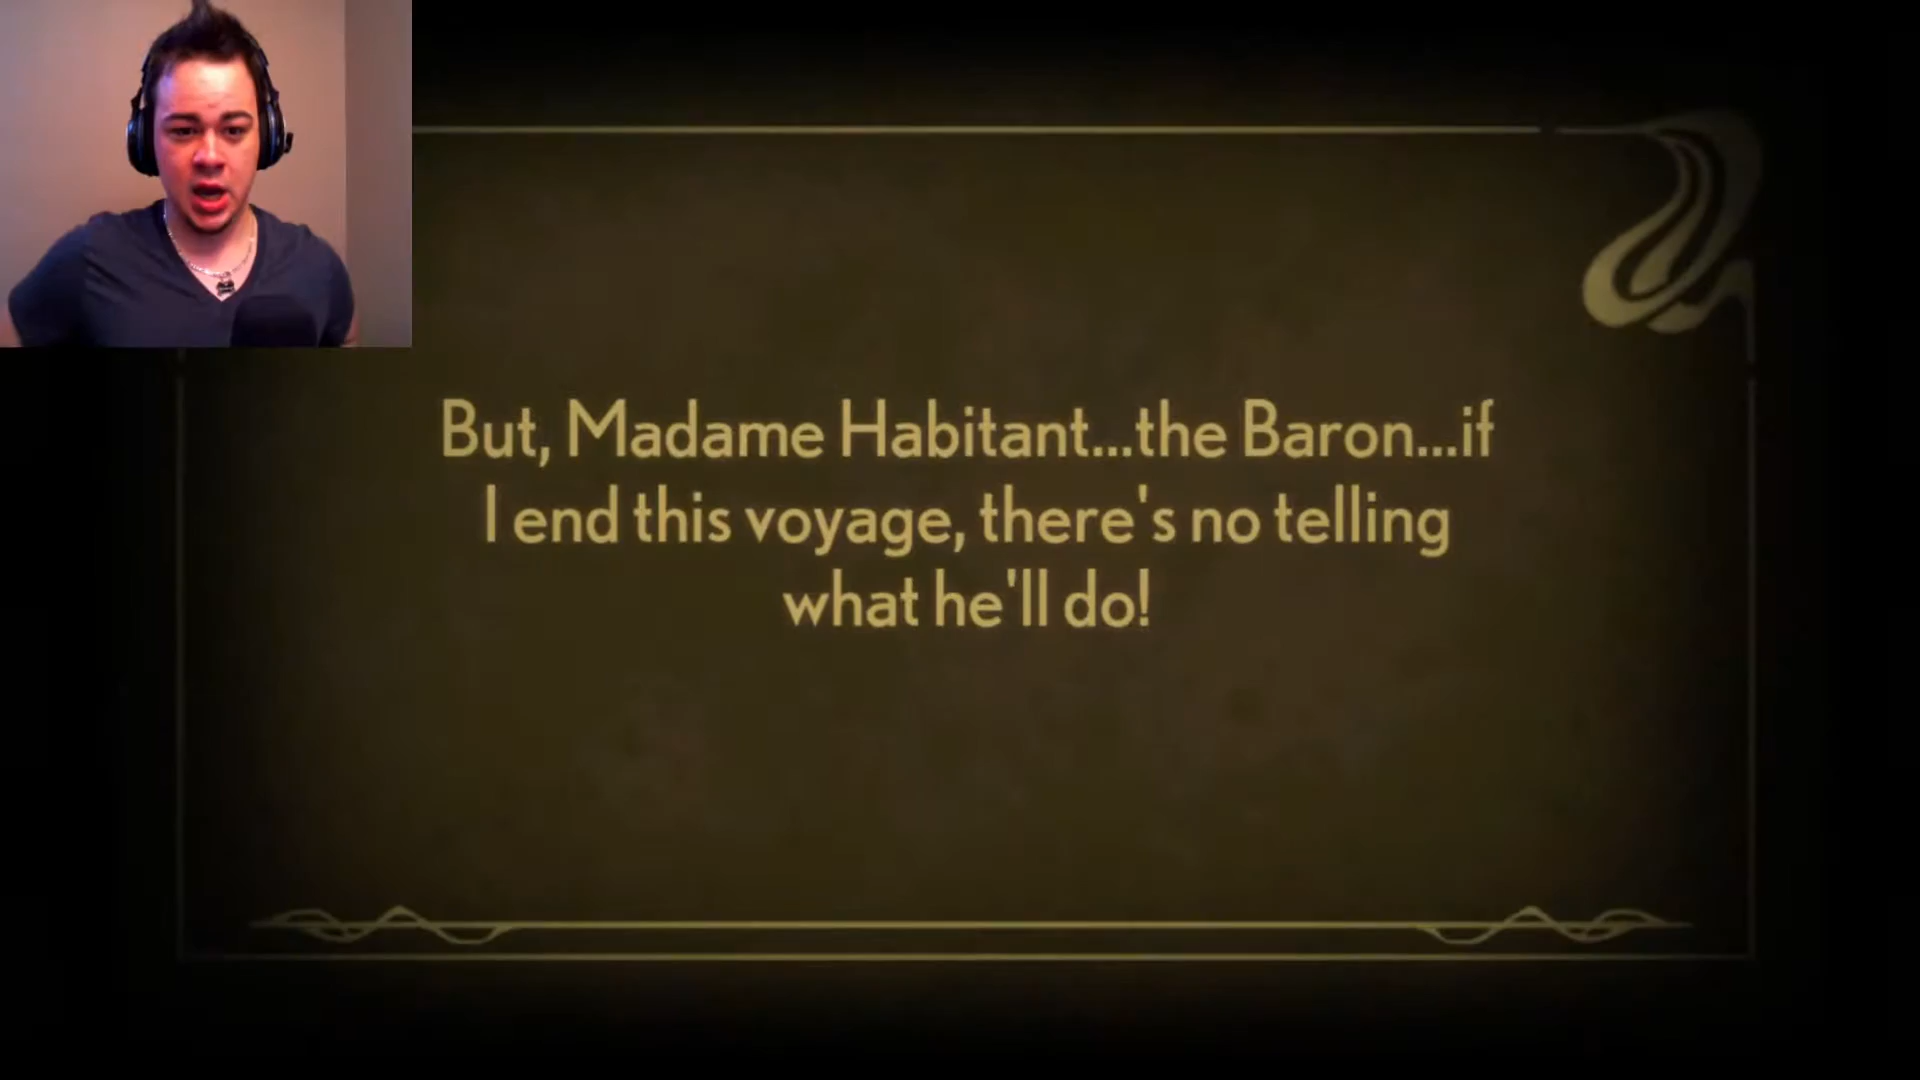 But, Madame Habitant...the Baron...if
I end this voyage, there's no telling
what he'll do!